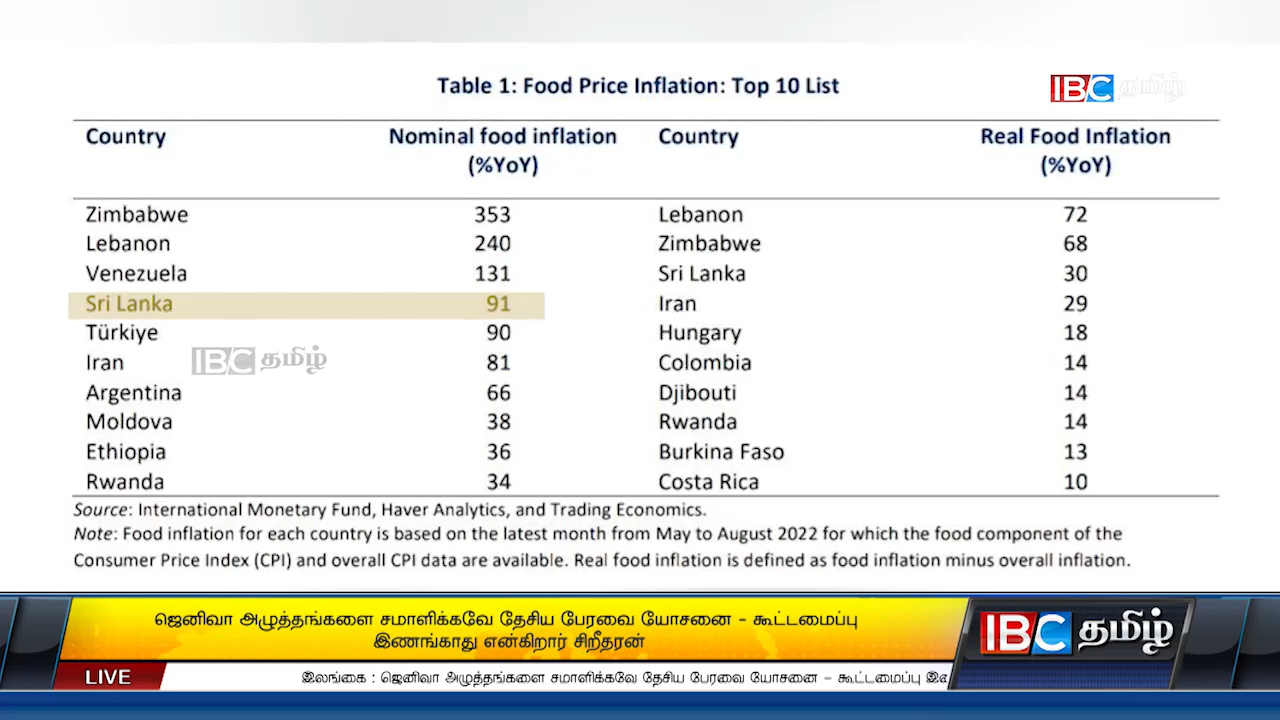 Table 1: Food Price Inflation: Top 10 List
IBC தமிழ்
Country Nominal food inflation (%YoY) Country Real Food Inflation (%YoY)
Zimbabwe 353 Lebanon 72
Lebanon 240 Zimbabwe 68
Venezuela 131 Sri Lanka 30
Sri Lanka 91 Iran 29
Türkiye 90 Hungary 18
Iran 81 Colombia 14
IBC தமிழ்
Argentina 66 Djibouti 14
Moldova 38 Rwanda 14
Ethiopia 36 Burkina Faso 13
Rwanda 34 Costa Rica 10
Source: International Monetary Fund, Haver Analytics, and Trading Economics.
Note: Food inflation for each country is based on the latest month from May to August 2022 for which the food component of the
Consumer Price Index (CPI) and overall CPI data are available. Real food inflation is defined as food inflation minus overall inflation.
ஜெனிவா அழுத்தங்களை சமாளிக்கவே தேசிய பேரவை யோசனை - கூட்டமைப்பு
இணங்காது என்கிறார் சிறீதரன்
IBC தமிழ்
LIVE
இலங்கை : ஜெனிவா அழுத்தங்களை சமாளிக்கவே தேசிய பேரவை யோசனை - கூட்டமைப்பு